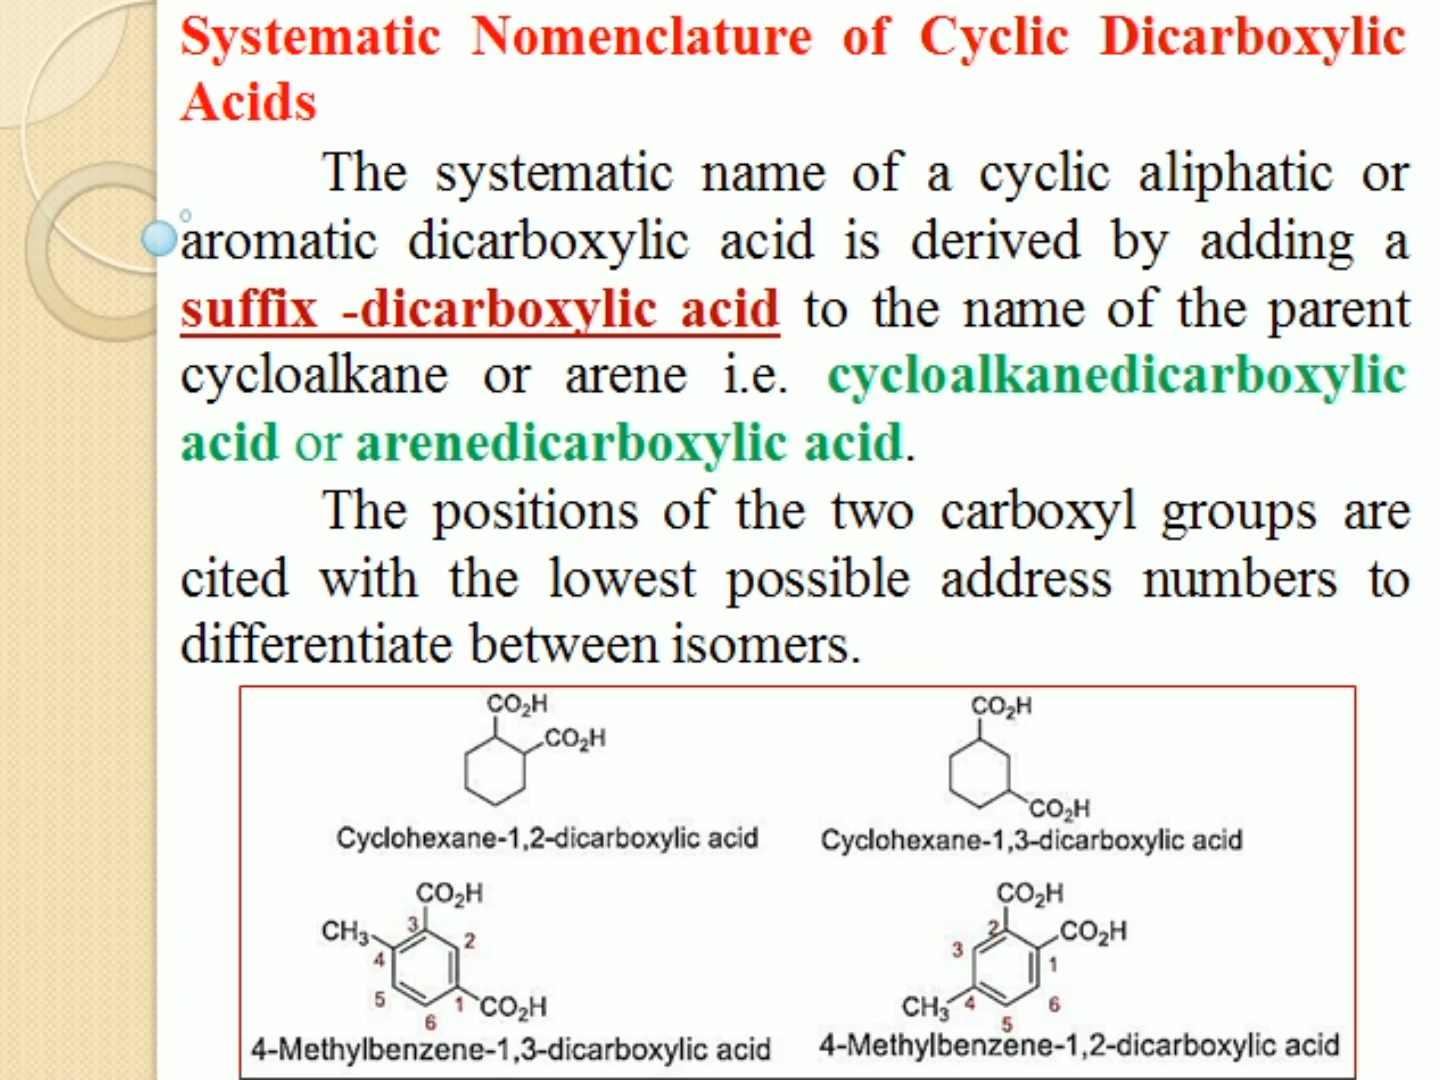 Systematic Nomenclature of Cyclic Dicarboxylic
Acids
The systematic name of a cyclic aliphatic or
aromatic dicarboxylic acid is derived by adding a
suffix -dicarboxylic acid to the name of the parent
cycloalkane or arene i.e. cycloalkanedicarboxylic
acid or arenedicarboxylic acid.
The positions of the two carboxyl groups are
cited with the lowest possible address numbers to
differentiate between isomers.
CO₂H
CO₂H
Cyclohexane-1,2-dicarboxylic acid
CO₂H
CO₂H
Cyclohexane-1,3-dicarboxylic acid
CO₂H
CH₃ 3 2
4
5 1 CO₂H
6
4-Methylbenzene-1,3-dicarboxylic acid
CO₂H
2 CO₂H
3 1
CH₃ 4 6
5
4-Methylbenzene-1,2-dicarboxylic acid